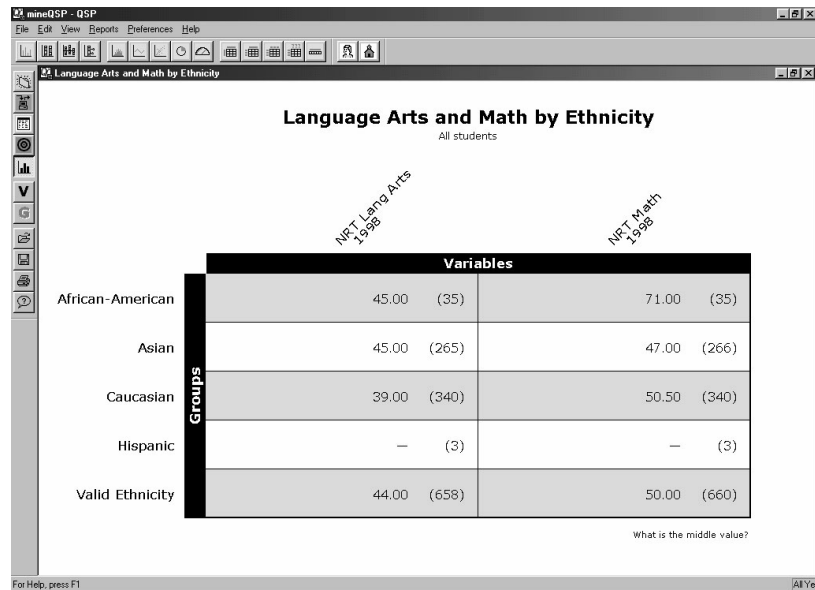 mineQSP - QSP
File Edit View Reports Preferences Help
Language Arts and Math by Ethnicity
Language Arts and Math by Ethnicity
All students
NRT Lang Arts
1998
NRT Math
1998
Variables
Groups
African-American 45.00 (35) 71.00 (35)
Asian 45.00 (265) 47.00 (266)
Caucasian 39.00 (340) 50.50 (340)
Hispanic — (3) — (3)
Valid Ethnicity 44.00 (658) 50.00 (660)
What is the middle value?
For Help, press F1
All Ye
V
G